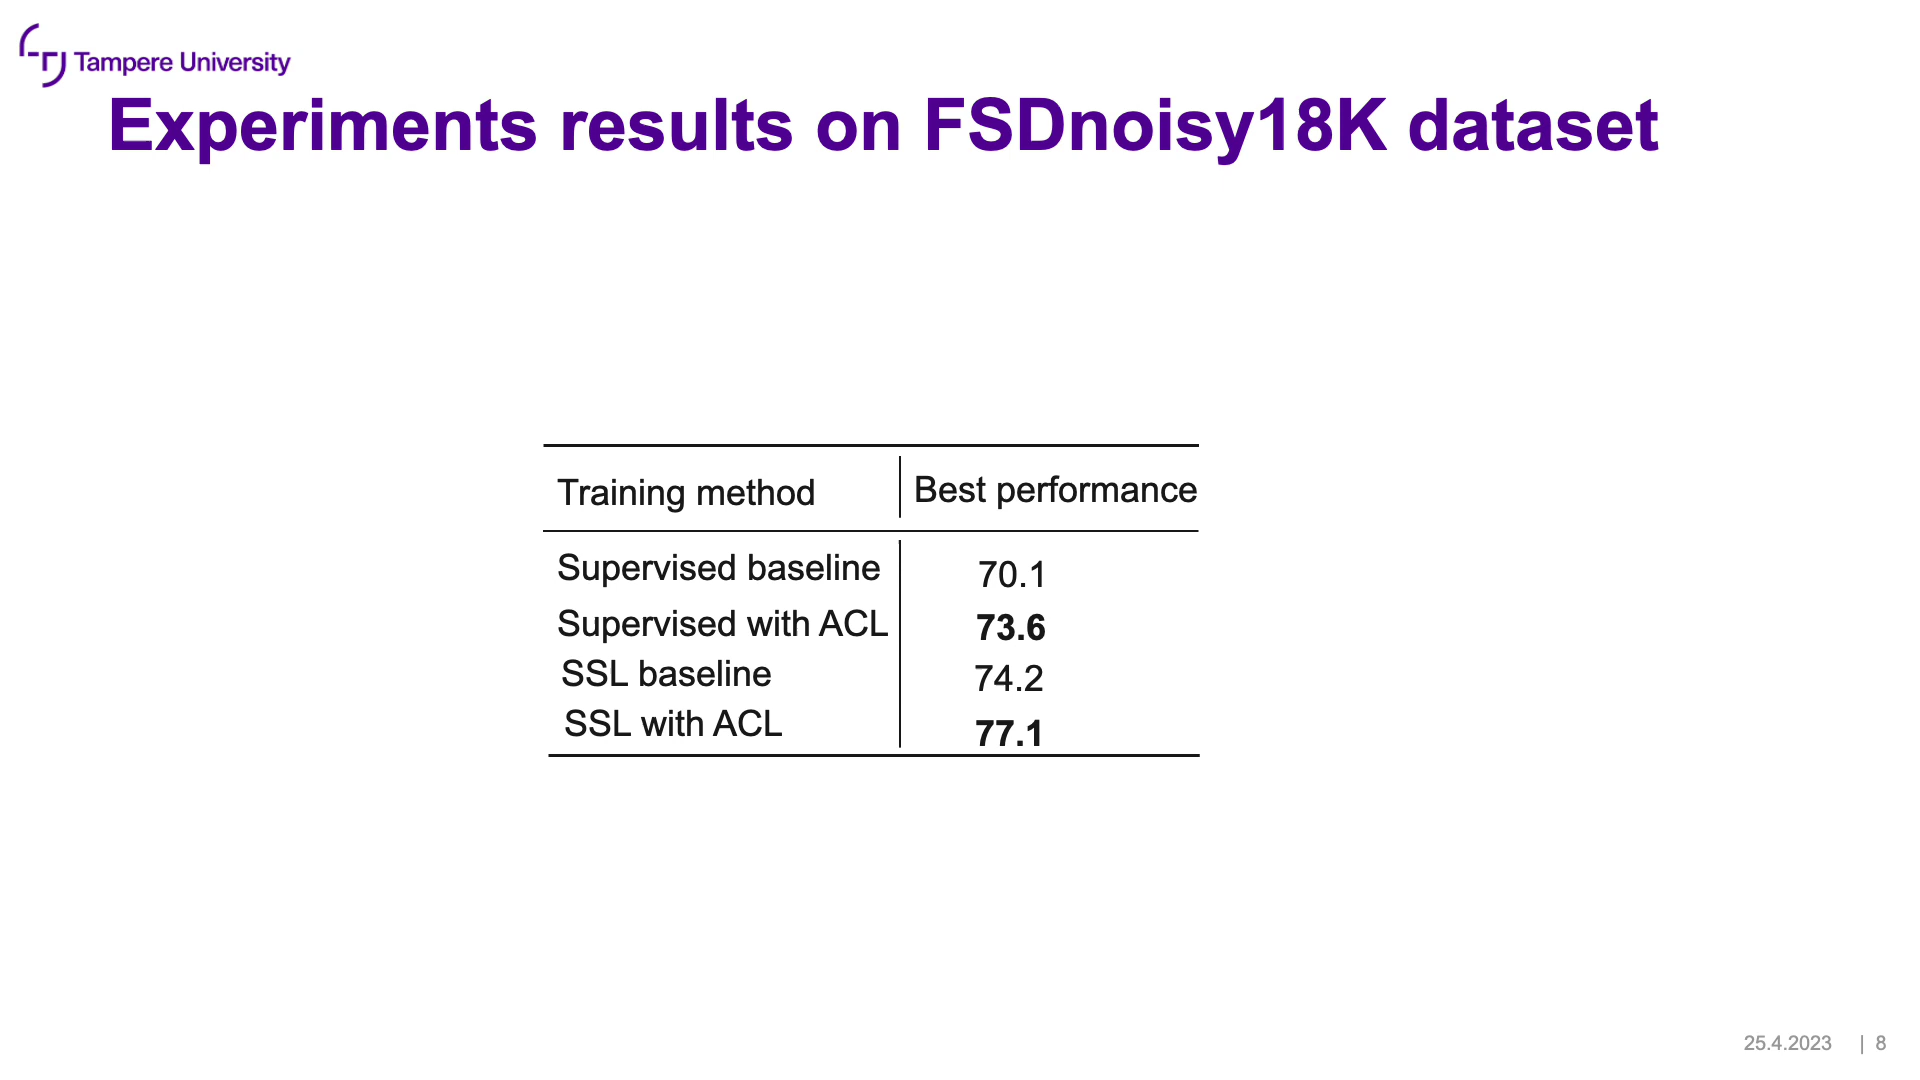 Tampere University
Experiments results on FSDnoisy18K dataset
Training method Best performance
Supervised baseline 70.1
Supervised with ACL 73.6
SSL baseline 74.2
SSL with ACL 77.1
25.4.2023 | 8